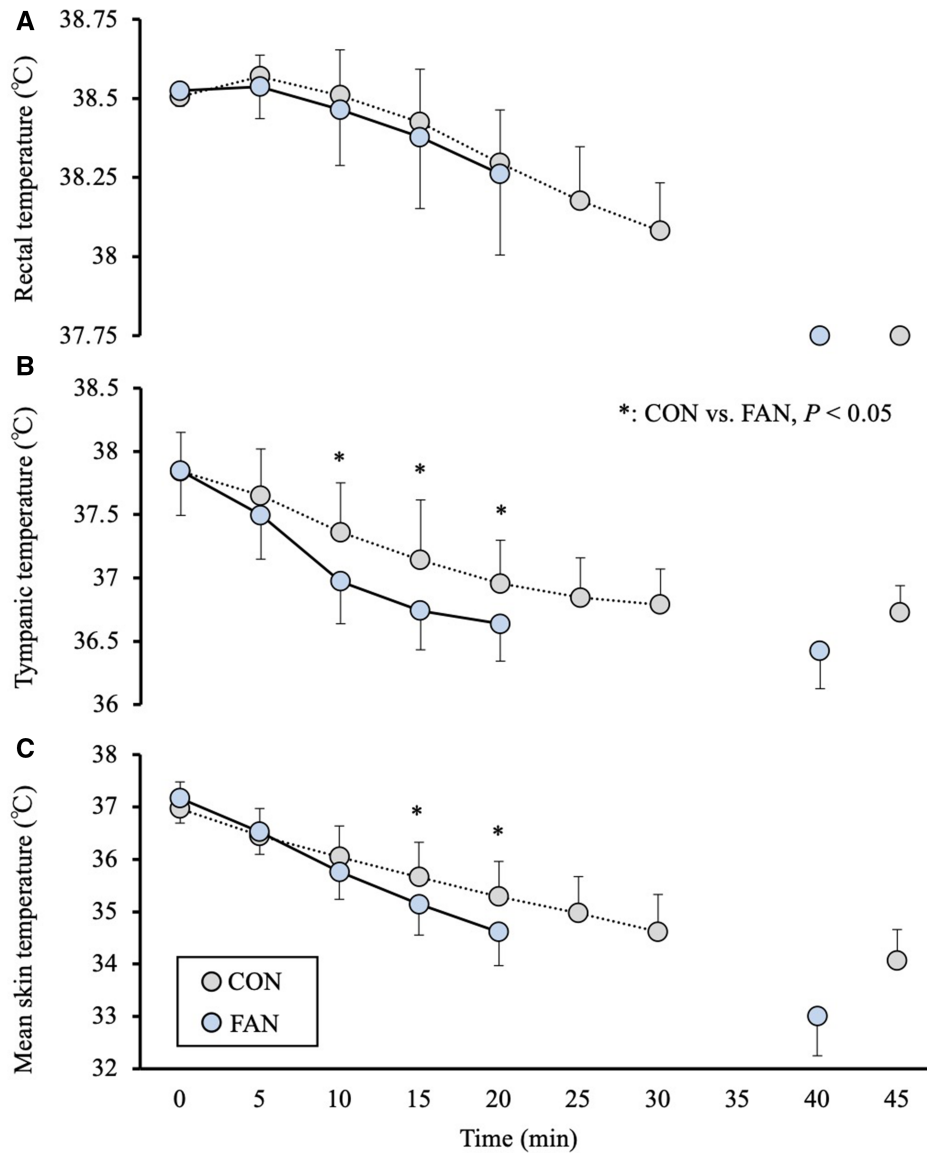 A
Rectal temperature (℃)
38.75
38.5
38.25
38
37.75
B
Tympanic temperature (℃)
38.5
38
37.5
37
36.5
36
*: CON vs. FAN, P < 0.05
*
*
*
C
Mean skin temperature (℃)
38
37
36
35
34
33
32
*
*
CON
FAN
0 5 10 15 20 25 30 35 40 45
Time (min)